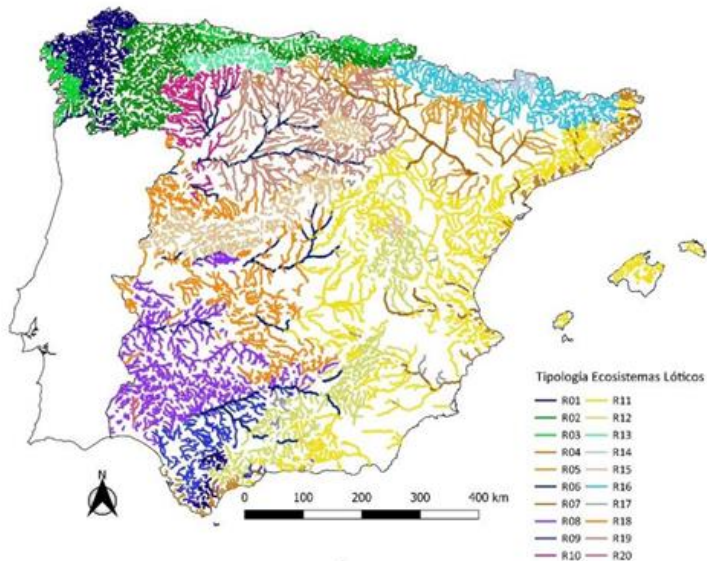 Tipología Ecosistemas Lóticos
R01 R11
R02 R12
R03 R13
R04 R14
R05 R15
R06 R16
R07 R17
R08 R18
R09 R19
R10 R20
N
0 100 200 300 400 km